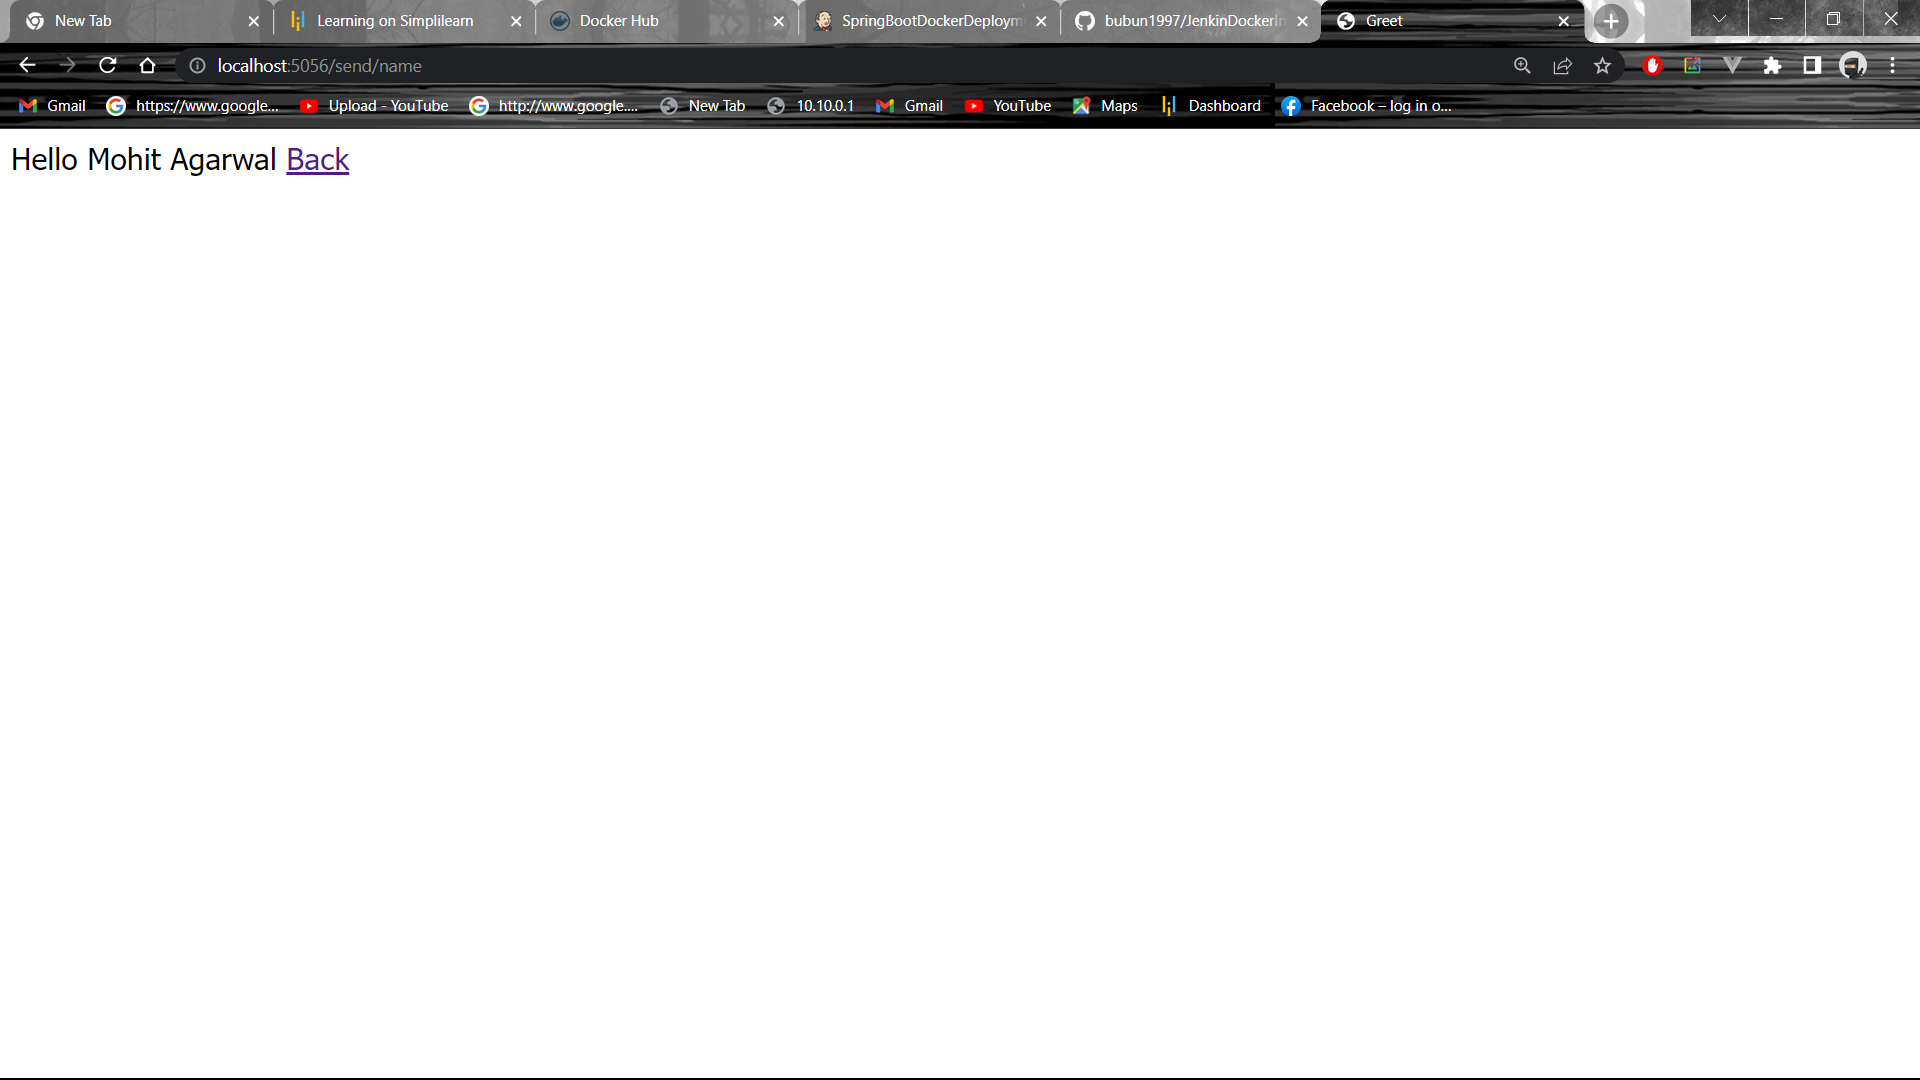 New Tab
Learning on Simplilearn
Docker Hub
SpringBootDockerDeploym
bubun1997/JenkinDockerIn
Greet
localhost:5056/send/name
Gmail
https://www.google...
Upload - YouTube
http://www.google....
New Tab
10.10.0.1
Gmail
YouTube
Maps
Dashboard
Facebook – log in o...
Hello Mohit Agarwal Back